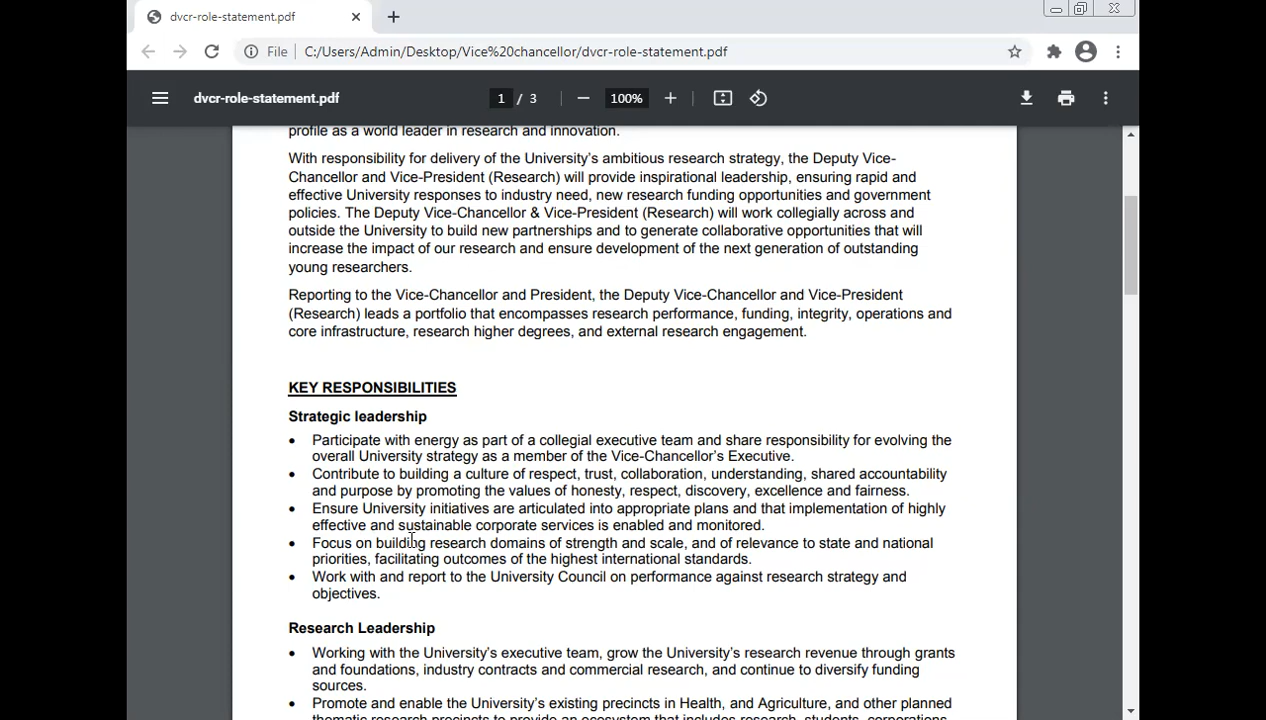 dvcr-role-statement.pdf
File C:/Users/Admin/Desktop/Vice%20chancellor/dvcr-role-statement.pdf
dvcr-role-statement.pdf 1 / 3 100%
profile as a world leader in research and innovation.
With responsibility for delivery of the University's ambitious research strategy, the Deputy Vice-
Chancellor and Vice-President (Research) will provide inspirational leadership, ensuring rapid and
effective University responses to industry need, new research funding opportunities and government
policies. The Deputy Vice-Chancellor & Vice-President (Research) will work collegially across and
outside the University to build new partnerships and to generate collaborative opportunities that will
increase the impact of our research and ensure development of the next generation of outstanding
young researchers.
Reporting to the Vice-Chancellor and President, the Deputy Vice-Chancellor and Vice-President
(Research) leads a portfolio that encompasses research performance, funding, integrity, operations and
core infrastructure, research higher degrees, and external research engagement.
KEY RESPONSIBILITIES
Strategic leadership
• Participate with energy as part of a collegial executive team and share responsibility for evolving the
overall University strategy as a member of the Vice-Chancellor's Executive.
• Contribute to building a culture of respect, trust, collaboration, understanding, shared accountability
and purpose by promoting the values of honesty, respect, discovery, excellence and fairness.
• Ensure University initiatives are articulated into appropriate plans and that implementation of highly
effective and sustainable corporate services is enabled and monitored.
• Focus on building research domains of strength and scale, and of relevance to state and national
priorities, facilitating outcomes of the highest international standards.
• Work with and report to the University Council on performance against research strategy and
objectives.
Research Leadership
• Working with the University's executive team, grow the University's research revenue through grants
and foundations, industry contracts and commercial research, and continue to diversify funding
sources.
• Promote and enable the University's existing precincts in Health, and Agriculture, and other planned
thematic research precincts to provide an ecosystem that includes research, students, corporations